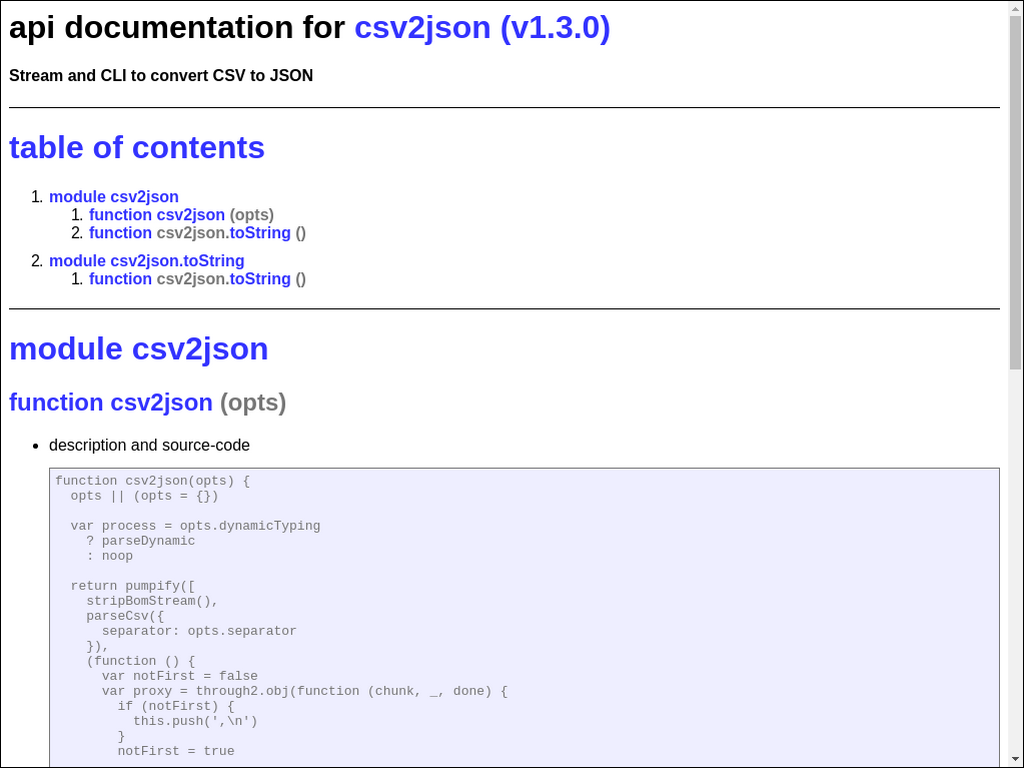 api documentation for csv2json (v1.3.0)
Stream and CLI to convert CSV to JSON
table of contents
1. module csv2json
1. function csv2json (opts)
2. function csv2json.toString ()
2. module csv2json.toString
1. function csv2json.toString ()
module csv2json
function csv2json (opts)
• description and source-code
function csv2json(opts) {
  opts || (opts = {})
  var process = opts.dynamicTyping
    ? parseDynamic
    : noop
  return pumpify([
    stripBomStream(),
    parseCsv({
      separator: opts.separator
    }),
    (function () {
      var notFirst = false
      var proxy = through2.obj(function (chunk, _, done) {
        if (notFirst) {
          this.push(',\n')
        }
        notFirst = true